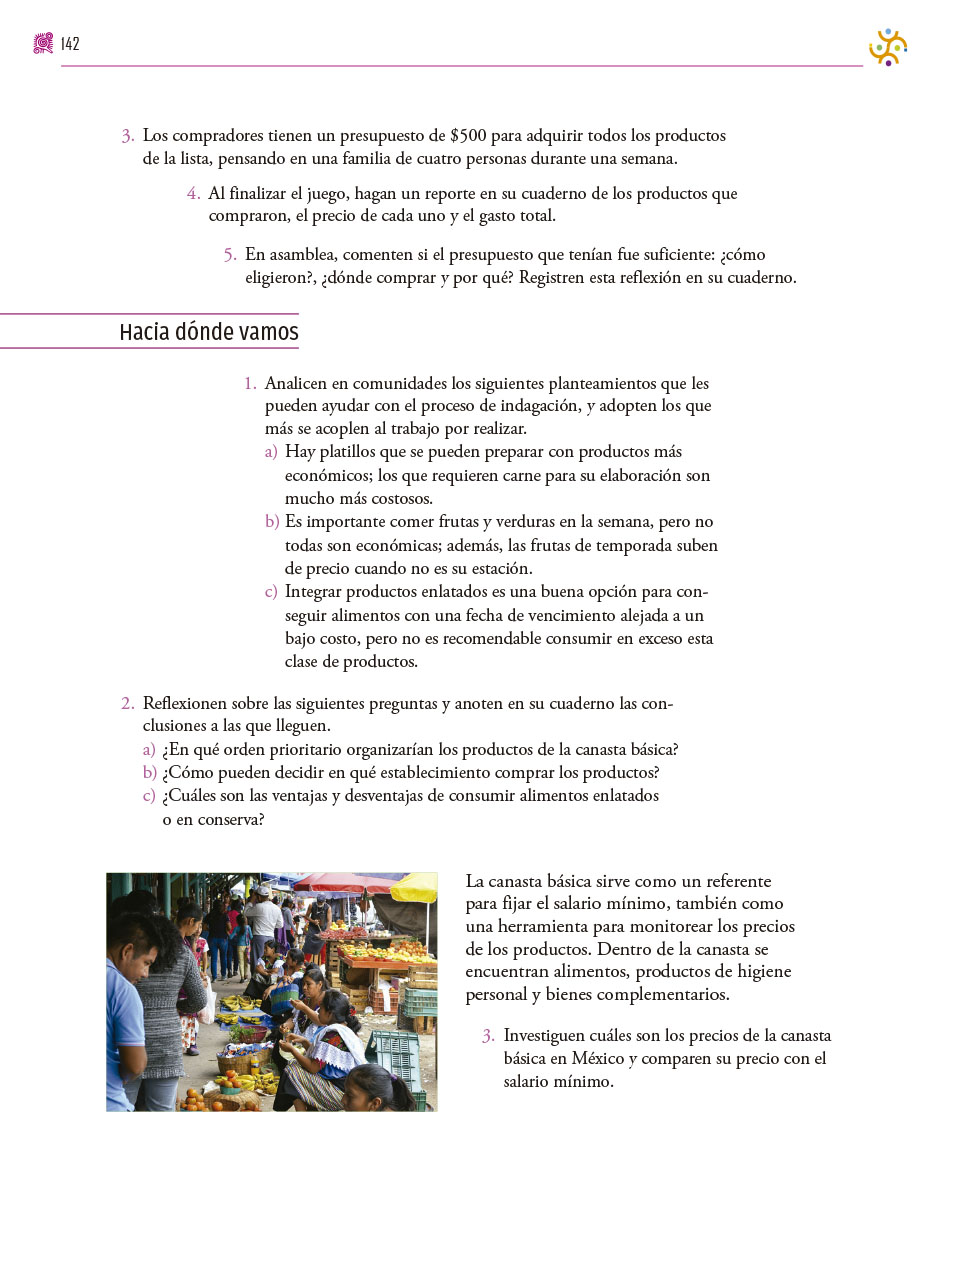 142
3. Los compradores tienen un presupuesto de $500 para adquirir todos los productos
de la lista, pensando en una familia de cuatro personas durante una semana.
4. Al finalizar el juego, hagan un reporte en su cuaderno de los productos que
compraron, el precio de cada uno y el gasto total.
5. En asamblea, comenten si el presupuesto que tenían fue suficiente: ¿cómo
eligieron?, ¿dónde comprar y por qué? Registren esta reflexión en su cuaderno.
Hacia dónde vamos
1. Analicen en comunidades los siguientes planteamientos que les
pueden ayudar con el proceso de indagación, y adopten los que
más se acoplen al trabajo por realizar.
a) Hay platillos que se pueden preparar con productos más
económicos; los que requieren carne para su elaboración son
mucho más costosos.
b) Es importante comer frutas y verduras en la semana, pero no
todas son económicas; además, las frutas de temporada suben
de precio cuando no es su estación.
c) Integrar productos enlatados es una buena opción para con-
seguir alimentos con una fecha de vencimiento alejada a un
bajo costo, pero no es recomendable consumir en exceso esta
clase de productos.
2. Reflexionen sobre las siguientes preguntas y anoten en su cuaderno las con-
clusiones a las que lleguen.
a) ¿En qué orden prioritario organizarían los productos de la canasta básica?
b) ¿Cómo pueden decidir en qué establecimiento comprar los productos?
c) ¿Cuáles son las ventajas y desventajas de consumir alimentos enlatados
o en conserva?
La canasta básica sirve como un referente
para fijar el salario mínimo, también como
una herramienta para monitorear los precios
de los productos. Dentro de la canasta se
encuentran alimentos, productos de higiene
personal y bienes complementarios.
3. Investiguen cuáles son los precios de la canasta
básica en México y comparen su precio con el
salario mínimo.